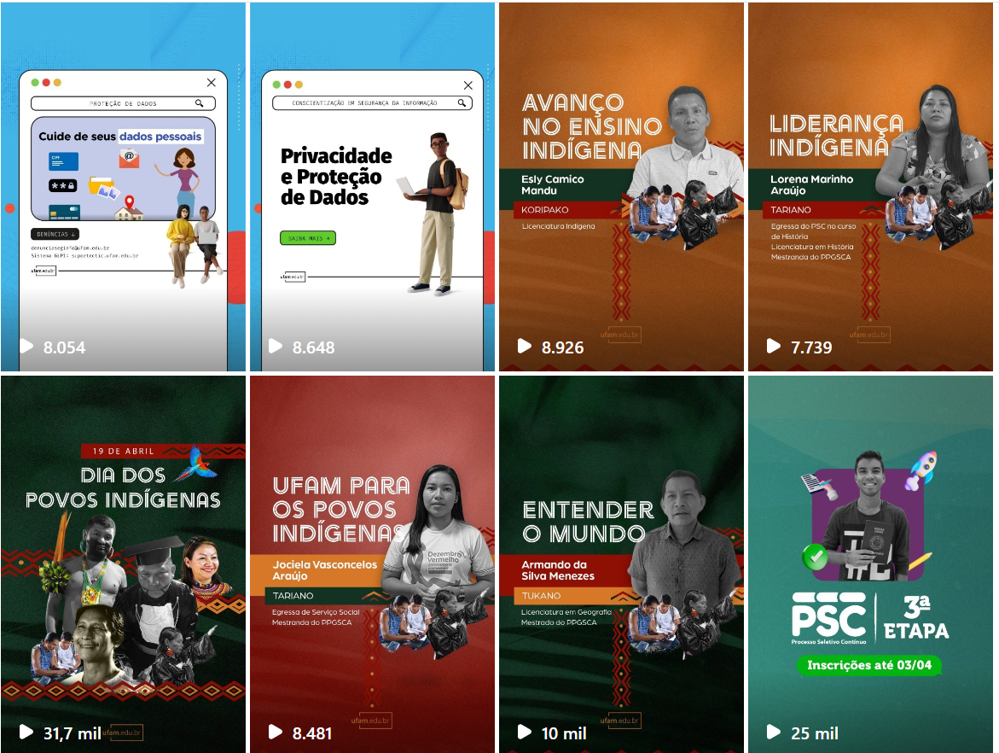 PROTEÇÃO DE DADOS
Cuide de seus dados pessoais
CPF
@
DENÚNCIAS ↓
denunciaseginfo@ufam.edu.br
Sistema GLPI: suportectic.ufam.edu.br
ufam.edu.br
8.054
CONSCIENTIZAÇÃO EM SEGURANÇA DA INFORMAÇÃO
Privacidade
e Proteção
de Dados
SAIBA MAIS →
ufam.edu.br
8.648
AVANÇO
NO ENSINO
INDÍGENA
Esly Camico
Mandu
KORIPAKO
Licenciatura Indígena
ufam.edu.br
8.926
LIDERANÇA
INDÍGENA
Lorena Marinho
Araújo
TARIANO
Egressa do PSC no curso
de História
Licenciatura em História
Mestranda do PPGSCA
ufam.edu.br
7.739
19 DE ABRIL
DIA DOS
POVOS INDÍGENAS
ufam.edu.br
31,7 mil
UFAM PARA
OS POVOS
INDÍGENAS
Jociela Vasconcelos
Araújo
TARIANO
Egressa de Serviço Social
Mestranda do PPGSCA
Dezembro
Vermelho
ufam.edu.br
8.481
ENTENDER
O MUNDO
Armando da
Silva Menezes
TUKANO
Licenciatura em Geografia
Mestrado do PPGSCA
ufam.edu.br
10 mil
PSC
Processo Seletivo Contínuo
3ª
ETAPA
Inscrições até 03/04
25 mil